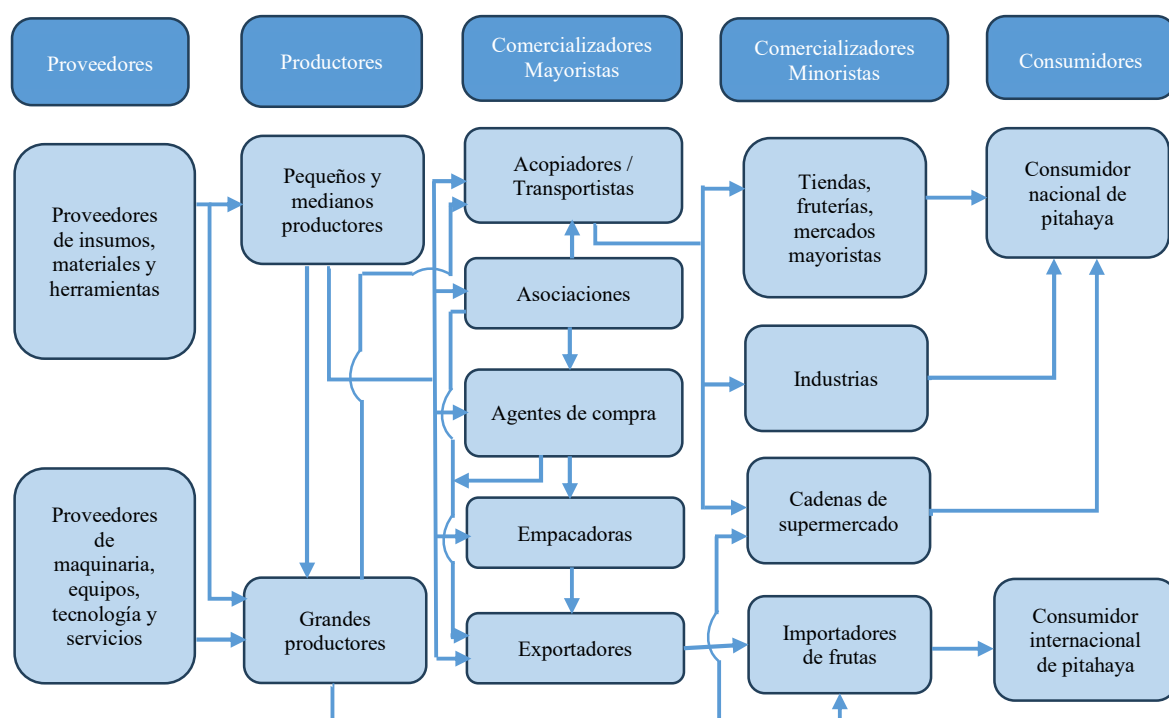 Proveedores
Productores
Comercializadores
Mayoristas
Comercializadores
Minoristas
Consumidores
Proveedores
de insumos,
materiales y
herramientas
Proveedores
de
maquinaria,
equipos,
tecnología y
servicios
Pequeños y
medianos
productores
Grandes
productores
Acopiadores /
Transportistas
Asociaciones
Agentes de compra
Empacadoras
Exportadores
Tiendas,
fruterías,
mercados
mayoristas
Industrias
Cadenas de
supermercado
Importadores
de frutas
Consumidor
nacional de
pitahaya
Consumidor
internacional
de pitahaya